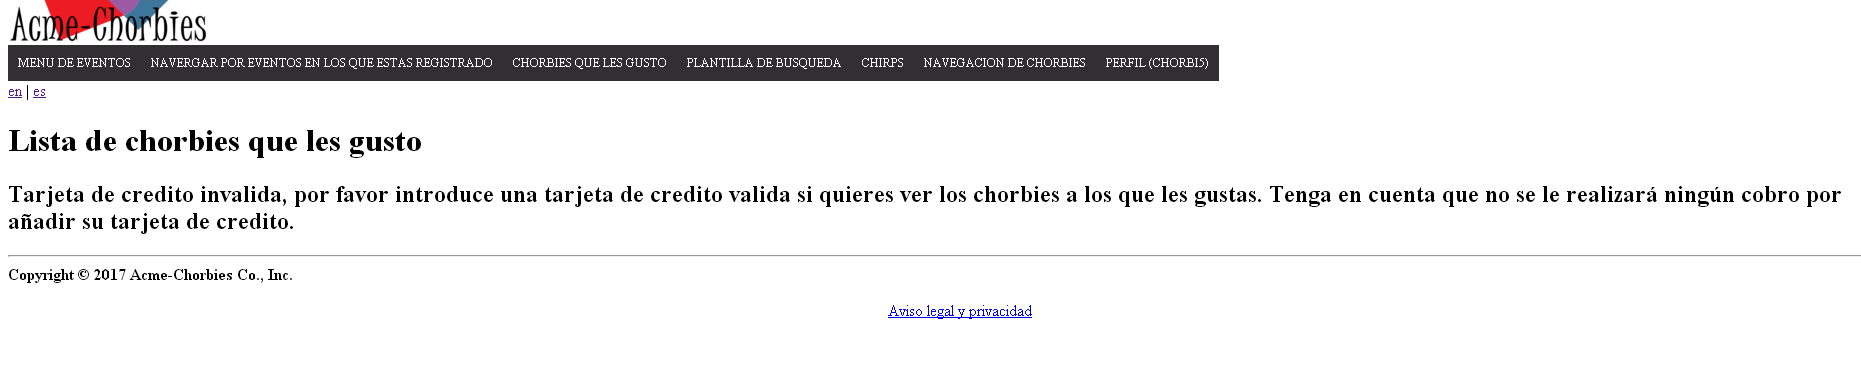 Acme-Chorbies
MENU DE EVENTOS NAVERGAR POR EVENTOS EN LOS QUE ESTAS REGISTRADO CHORBIES QUE LES GUSTO PLANTILLA DE BUSQUEDA CHIRPS NAVEGACION DE CHORBIES PERFIL (CHORBI5)
en | es
Lista de chorbies que les gusto
Tarjeta de credito invalida, por favor introduce una tarjeta de credito valida si quieres ver los chorbies a los que les gustas. Tenga en cuenta que no se le realizará ningún cobro por
añadir su tarjeta de credito.
Copyright © 2017 Acme-Chorbies Co., Inc.
Aviso legal y privacidad